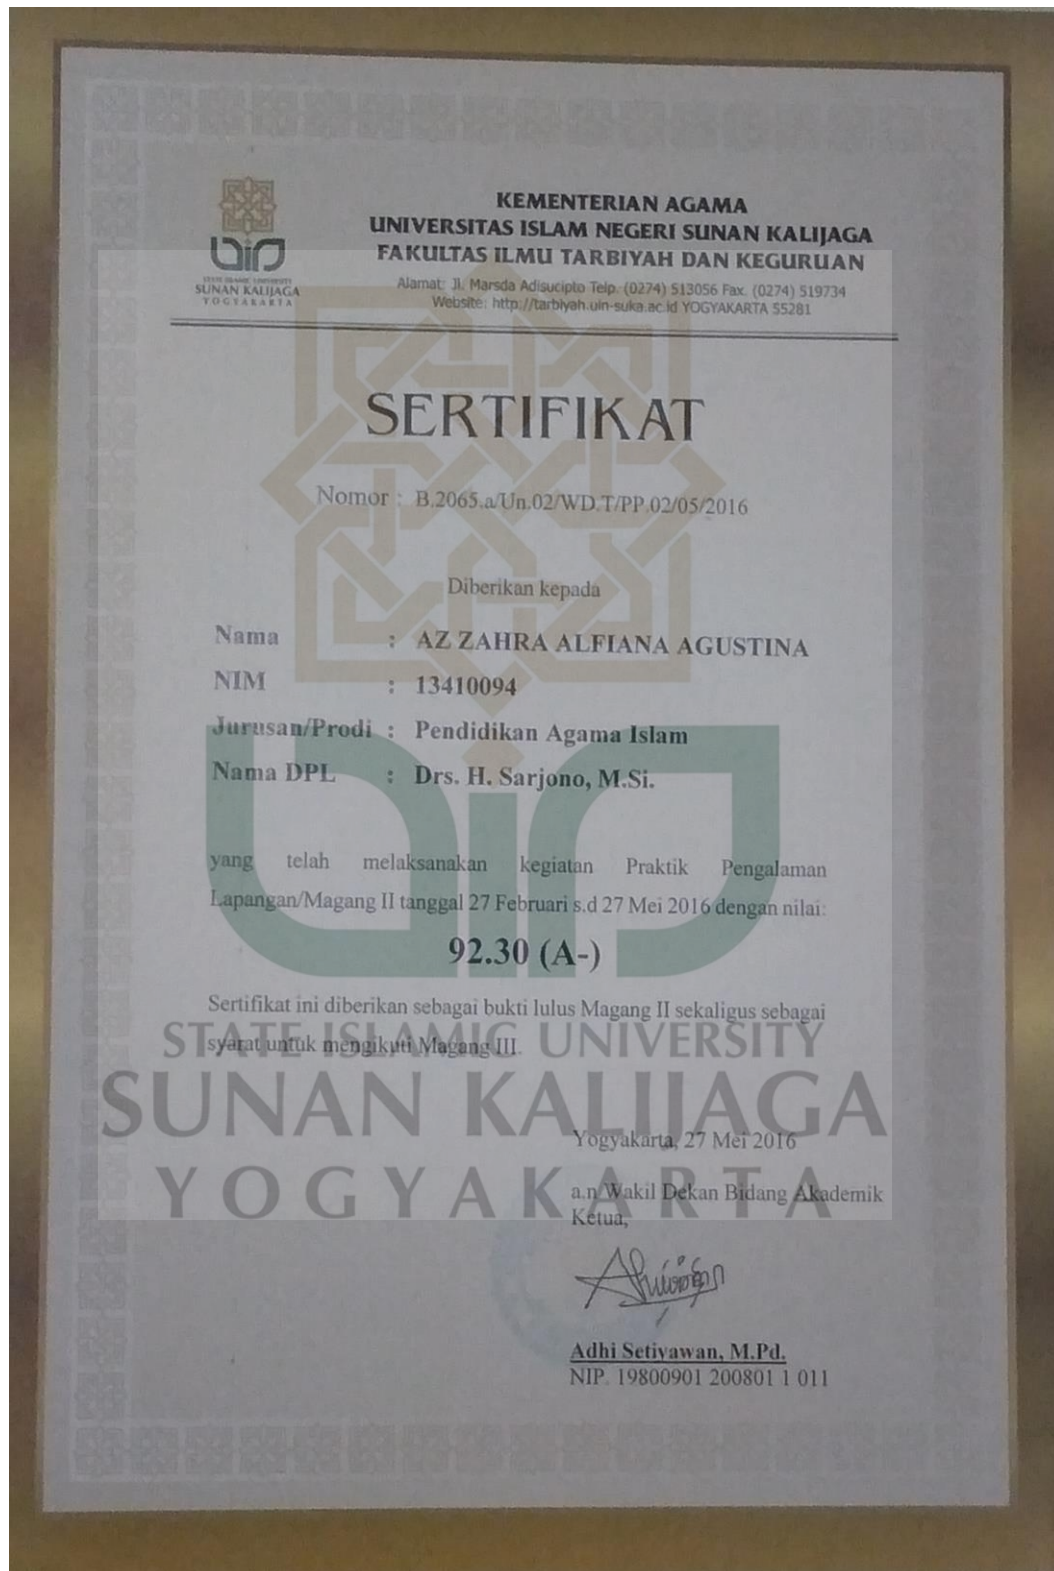 KEMENTERIAN AGAMA
UNIVERSITAS ISLAM NEGERI SUNAN KALIJAGA
FAKULTAS ILMU TARBIYAH DAN KEGURUAN
Alamat: Jl. Marsda Adisucipto Telp. (0274) 513056 Fax. (0274) 519734
Website: http://tarbiyah.uin-suka.ac.id YOGYAKARTA 55281
uin
STATE ISLAMIC UNIVERSITY
SUNAN KALIJAGA
YOGYAKARTA
SERTIFIKAT
Nomor : B.2065.a/Un.02/WD.T/PP.02/05/2016
Diberikan kepada
Nama : AZ ZAHRA ALFIANA AGUSTINA
NIM : 13410094
Jurusan/Prodi : Pendidikan Agama Islam
Nama DPL : Drs. H. Sarjono, M.Si.
uin
yang telah melaksanakan kegiatan Praktik Pengalaman
Lapangan/Magang II tanggal 27 Februari s.d 27 Mei 2016 dengan nilai:
92.30 (A-)
Sertifikat ini diberikan sebagai bukti lulus Magang II sekaligus sebagai
syarat untuk mengikuti Magang III.
STATE ISLAMIC UNIVERSITY
SUNAN KALIJAGA
YOGYAKARTA
Yogyakarta, 27 Mei 2016
a.n Wakil Dekan Bidang Akademik
Ketua,
Adhi Setiyawan, M.Pd.
NIP. 19800901 200801 1 011